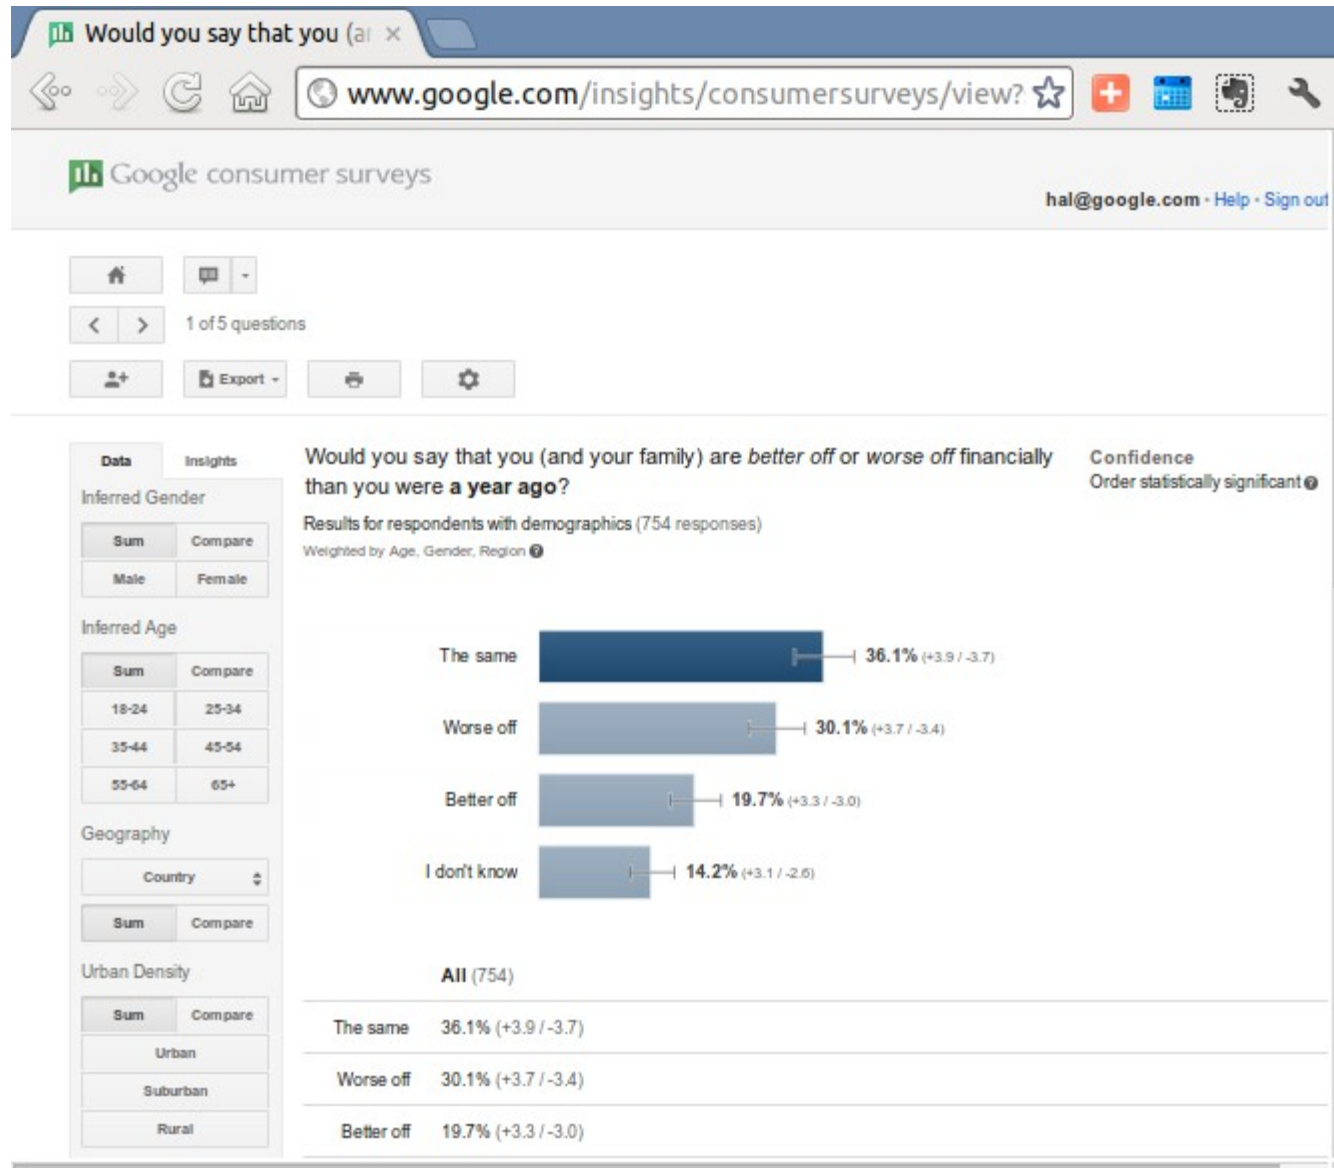 Would you say that you (ar
www.google.com/insights/consumersurveys/view?
Google consumer surveys
hal@google.com - Help - Sign out
1 of 5 questions
Export
Data Insights
Inferred Gender
Sum Compare
Male Female
Inferred Age
Sum Compare
18-24 25-34
35-44 45-54
55-64 65+
Geography
Country
Sum Compare
Urban Density
Sum Compare
Urban
Suburban
Rural
Would you say that you (and your family) are better off or worse off financially
than you were a year ago?
Results for respondents with demographics (754 responses)
Weighted by Age, Gender, Region
Confidence
Order statistically significant
The same 36.1% (+3.9 / -3.7)
Worse off 30.1% (+3.7 / -3.4)
Better off 19.7% (+3.3 / -3.0)
I don't know 14.2% (+3.1 / -2.6)
All (754)
The same 36.1% (+3.9 / -3.7)
Worse off 30.1% (+3.7 / -3.4)
Better off 19.7% (+3.3 / -3.0)